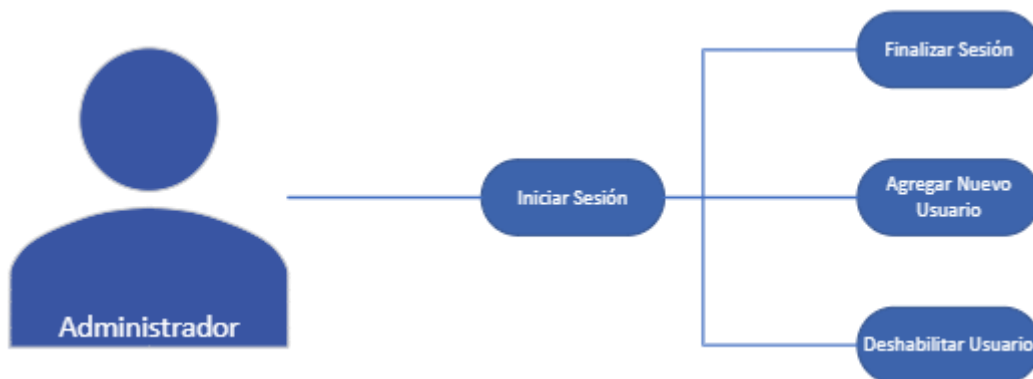 Finalizar Sesión
Iniciar Sesión
Agregar Nuevo
Usuario
Administrador
Deshabilitar Usuario